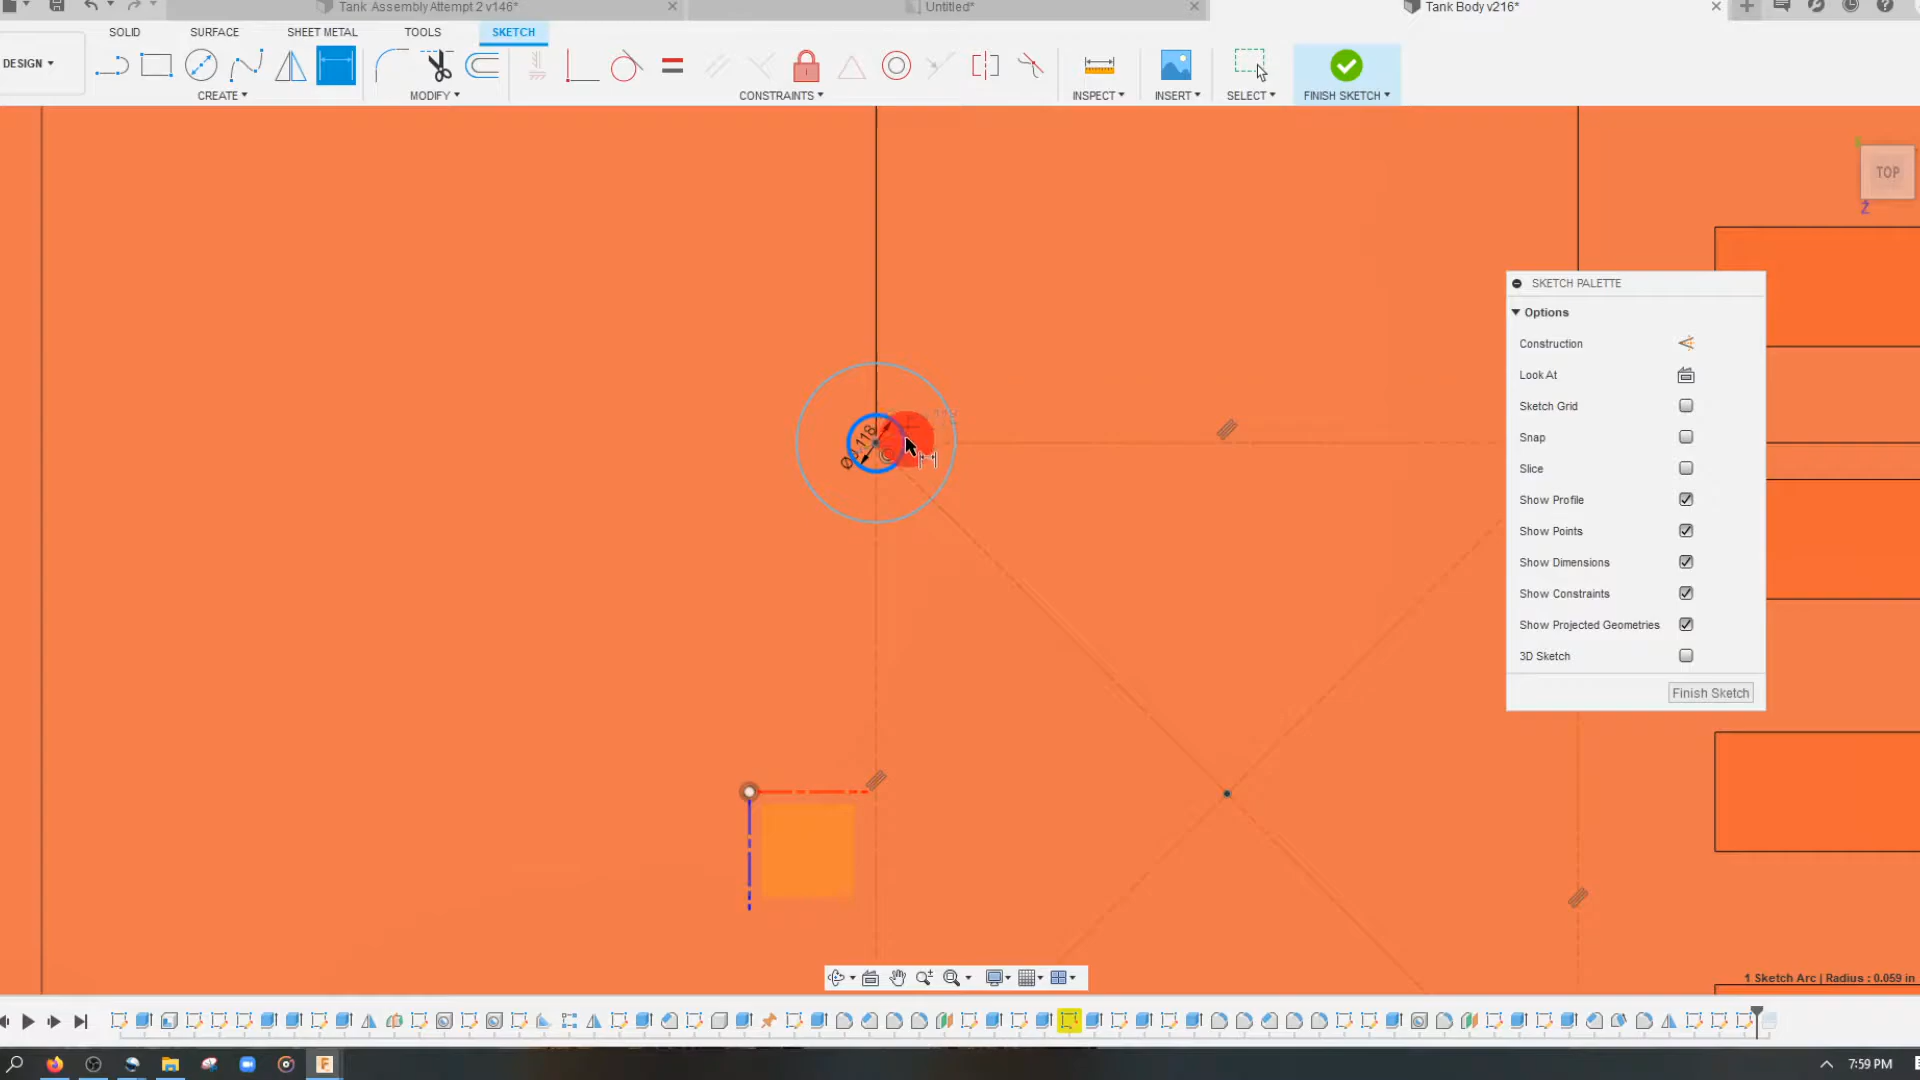 Tank Assembly Attempt 2 v146*
Untitled*
Tank Body v216*
SOLID
SURFACE
SHEET METAL
TOOLS
SKETCH
DESIGN
CREATE
MODIFY
CONSTRAINTS
INSPECT
INSERT
SELECT
FINISH SKETCH
TOP
Z
SKETCH PALETTE
Options
Construction
Look At
Sketch Grid
Snap
Slice
Show Profile
Show Points
Show Dimensions
Show Constraints
Show Projected Geometries
3D Sketch
Finish Sketch
1 Sketch Arc | Radius : 0.059 in
7:59 PM